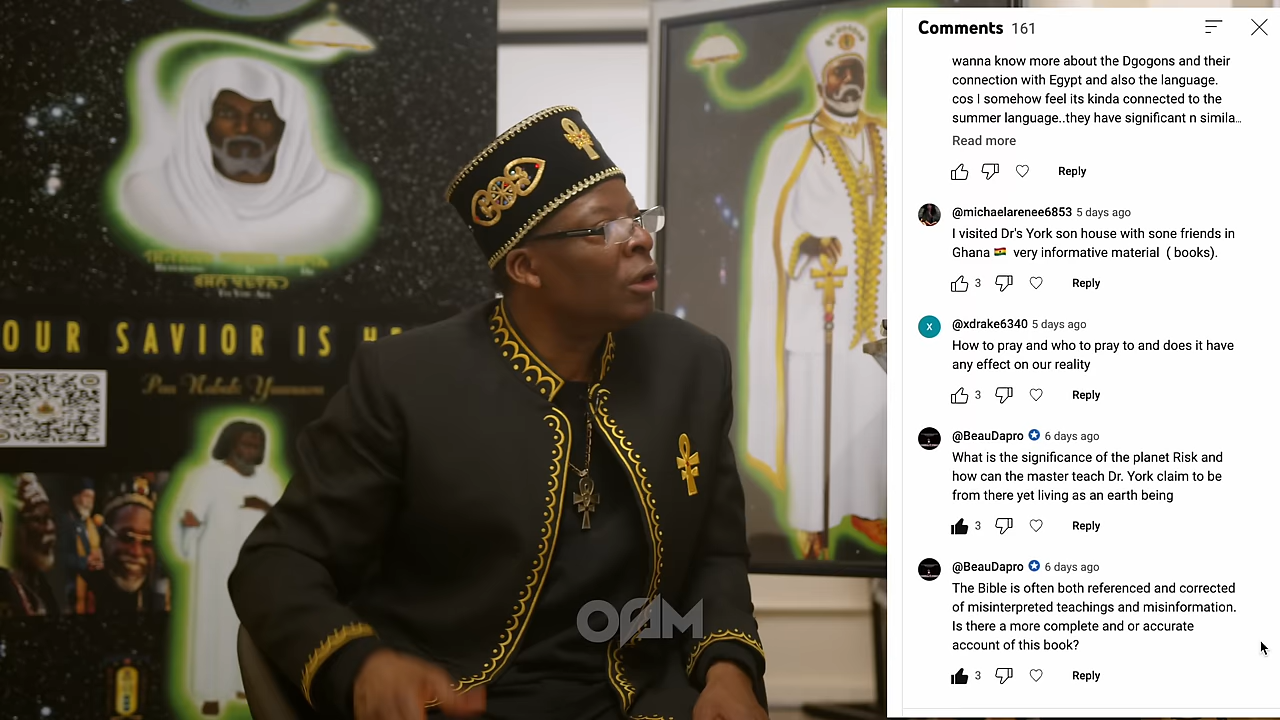 OUR SAVIOR IS HE
OAM
Comments 161
wanna know more about the Dgogons and their
connection with Egypt and also the language.
cos I somehow feel its kinda connected to the
summer language..they have significant n simila...
Read more
Reply
@michaelarenee6853 5 days ago
I visited Dr's York son house with sone friends in
Ghana 🇬🇭 very informative material ( books).
3 Reply
X
@xdrake6340 5 days ago
How to pray and who to pray to and does it have
any effect on our reality
3 Reply
@BeauDapro 6 days ago
What is the significance of the planet Risk and
how can the master teach Dr. York claim to be
from there yet living as an earth being
3 Reply
@BeauDapro 6 days ago
The Bible is often both referenced and corrected
of misinterpreted teachings and misinformation.
Is there a more complete and or accurate
account of this book?
3 Reply